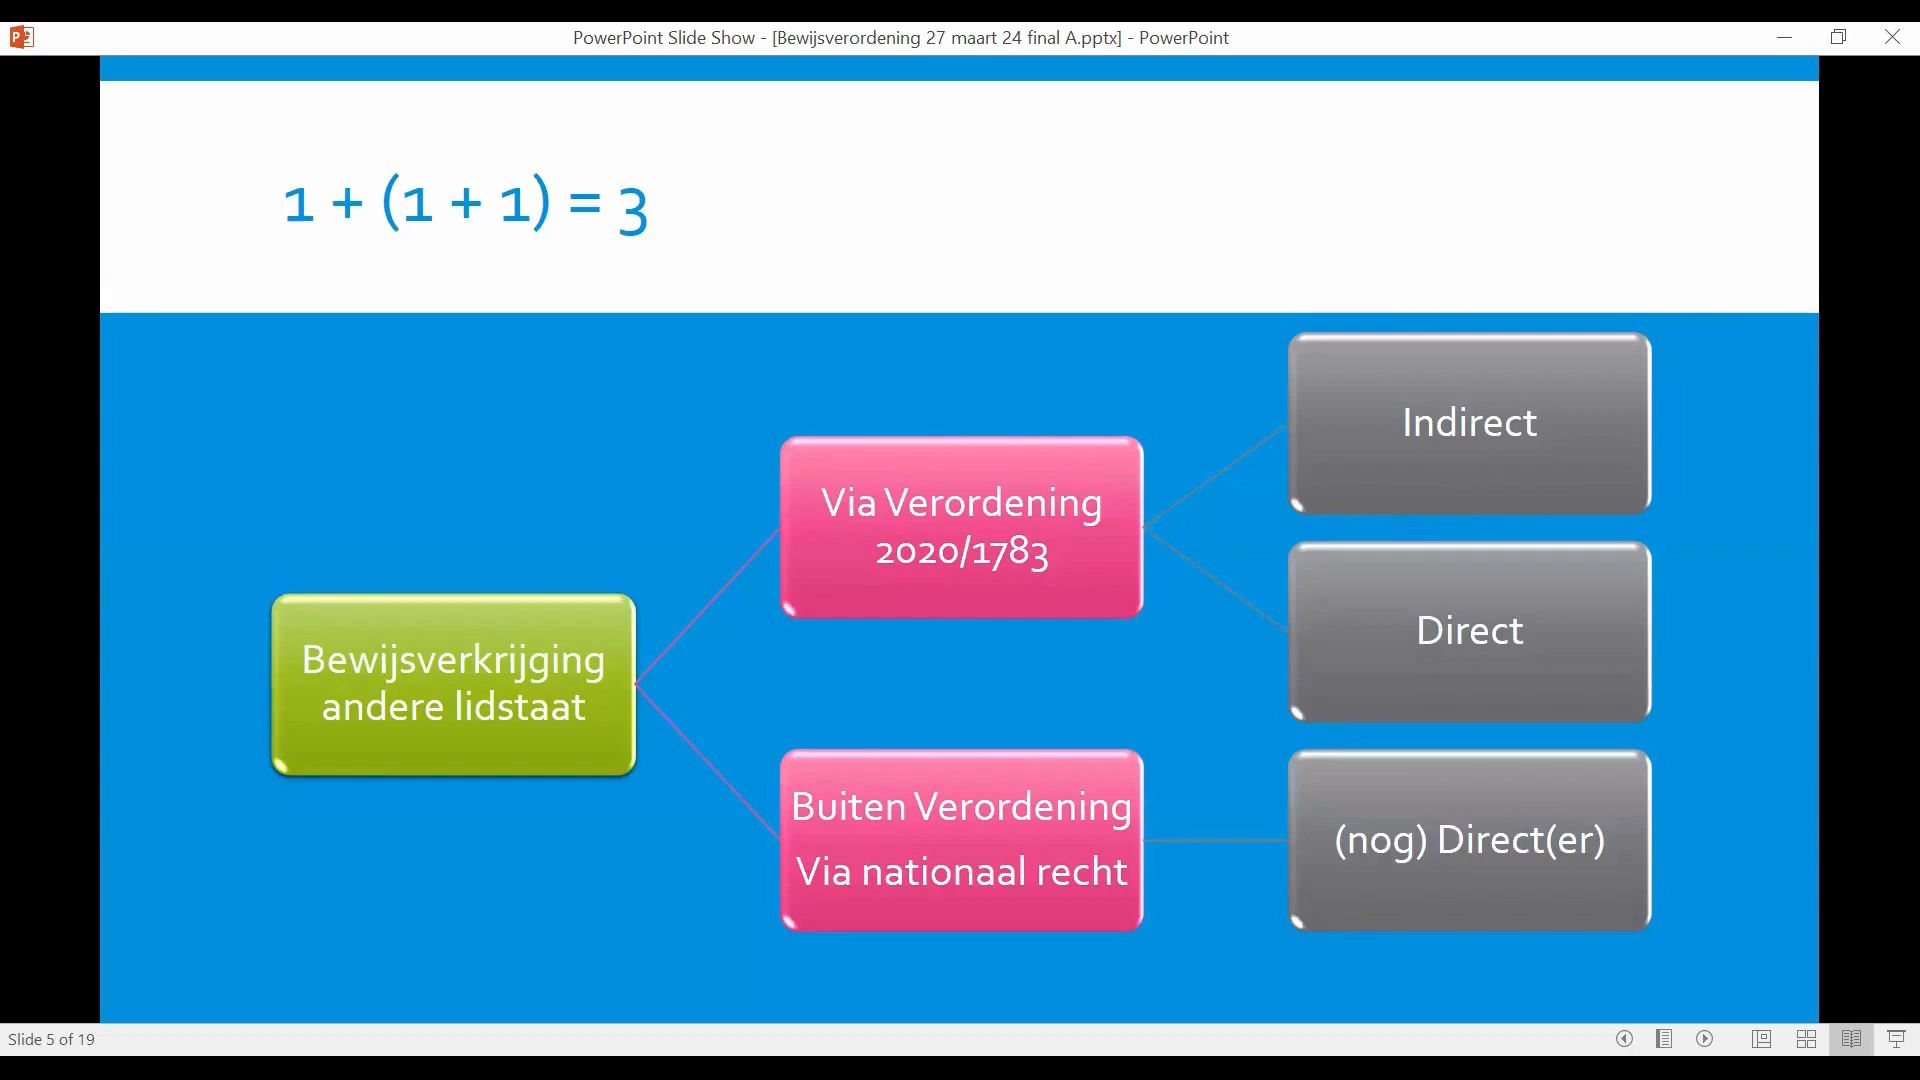 PowerPoint Slide Show - [Bewijsverordening 27 maart 24 final A.pptx] - PowerPoint
1 + (1 + 1) = 3
Bewijsverkrijging
andere lidstaat
Via Verordening
2020/1783
Buiten Verordening
Via nationaal recht
Indirect
Direct
(nog) Direct(er)
Slide 5 of 19